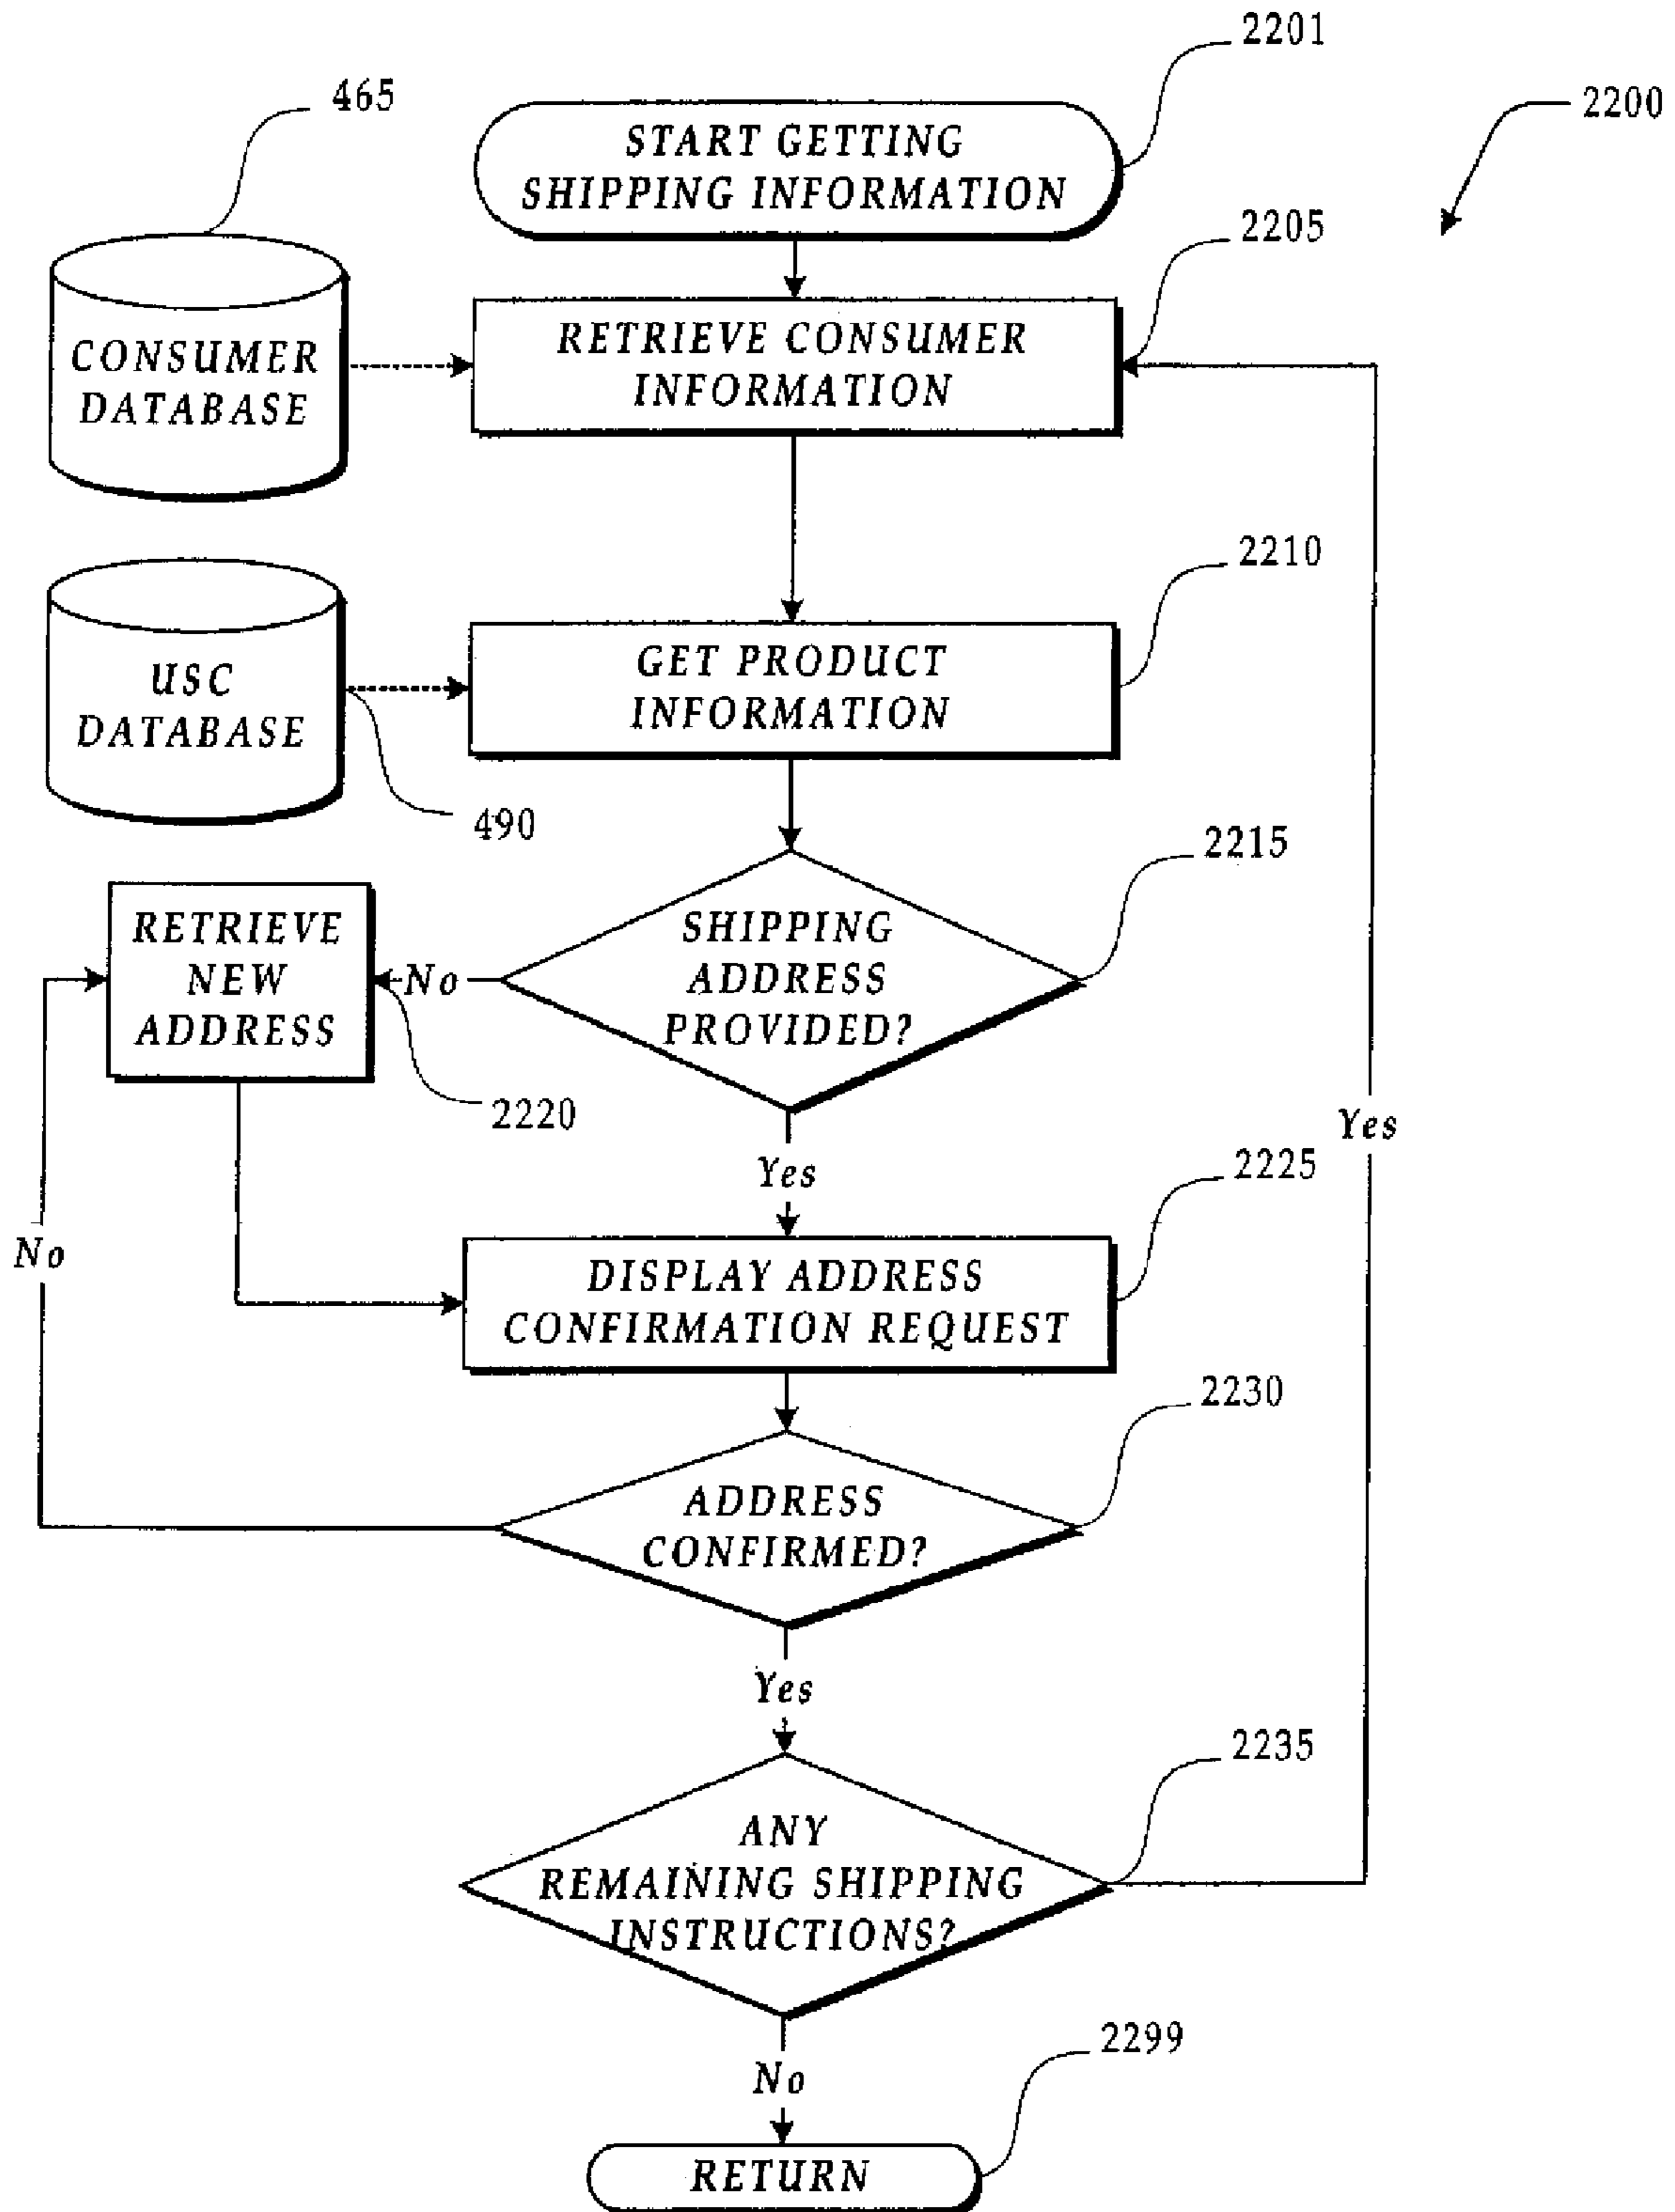 2201
465
2200
START GETTING
SHIPPING INFORMATION
2205
CONSUMER
DATABASE
RETRIEVE CONSUMER
INFORMATION
2210
USC
DATABASE
GET PRODUCT
INFORMATION
490
2215
RETRIEVE
NEW
ADDRESS
No
SHIPPING
ADDRESS
PROVIDED?
2220
Yes
Yes
2225
No
DISPLAY ADDRESS
CONFIRMATION REQUEST
2230
ADDRESS
CONFIRMED?
Yes
2235
ANY
REMAINING SHIPPING
INSTRUCTIONS?
2299
No
RETURN